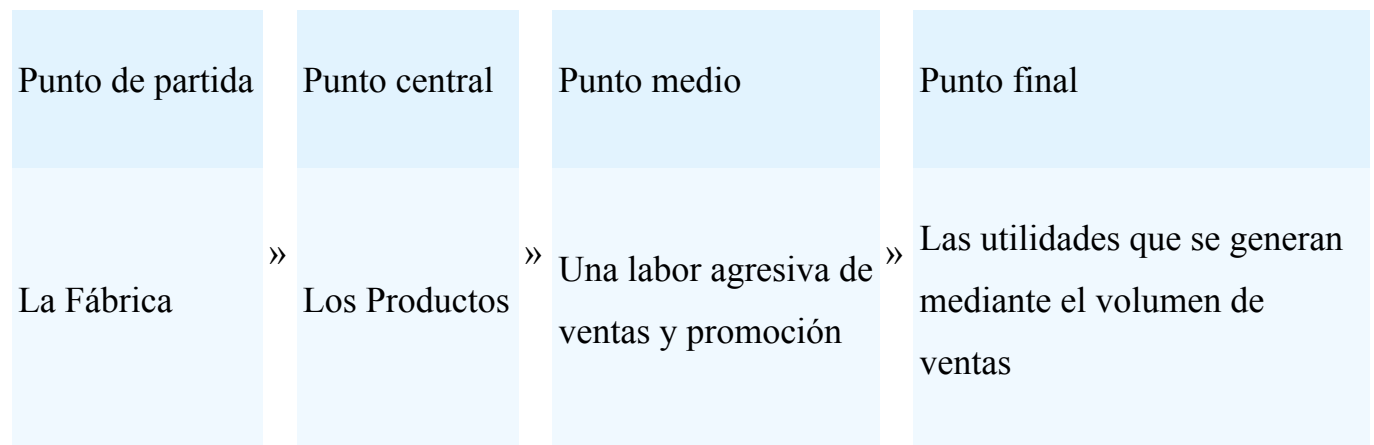 Punto de partida
Punto central
Punto medio
Punto final
La Fábrica
»
Los Productos
»
Una labor agresiva de
ventas y promoción
»
Las utilidades que se generan
mediante el volumen de
ventas